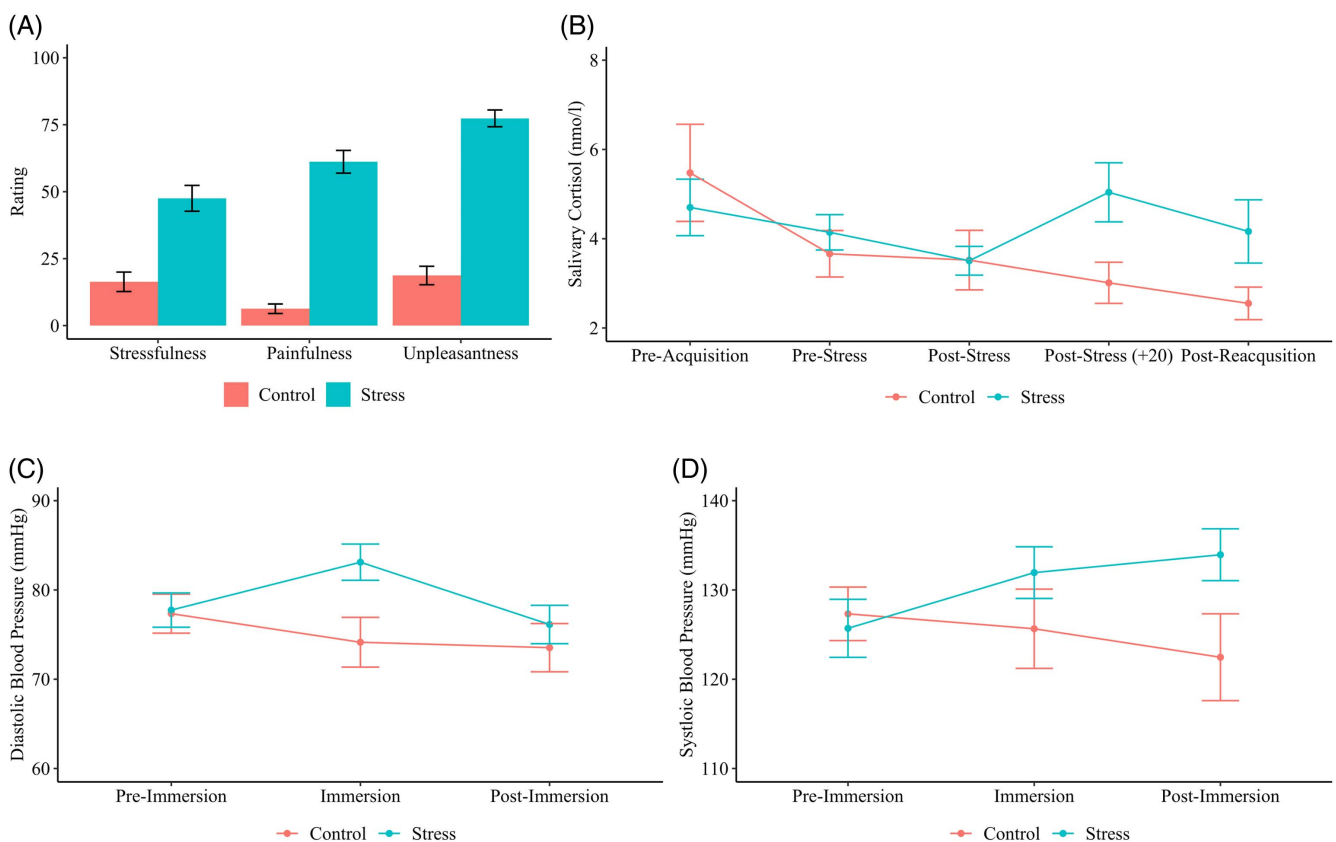 (A)
100
75
50
25
0
Rating
Stressfulness Painfulness Unpleasantness
Control Stress
(B)
8
6
4
2
Salivary Cortisol (nmo/l)
Pre-Acquisition Pre-Stress Post-Stress Post-Stress (+20) Post-Reacqusition
Control Stress
(C)
90
80
70
60
Diastolic Blood Pressure (mmHg)
Pre-Immersion Immersion Post-Immersion
Control Stress
(D)
140
130
120
110
Systloic Blood Pressure (mmHg)
Pre-Immersion Immersion Post-Immersion
Control Stress